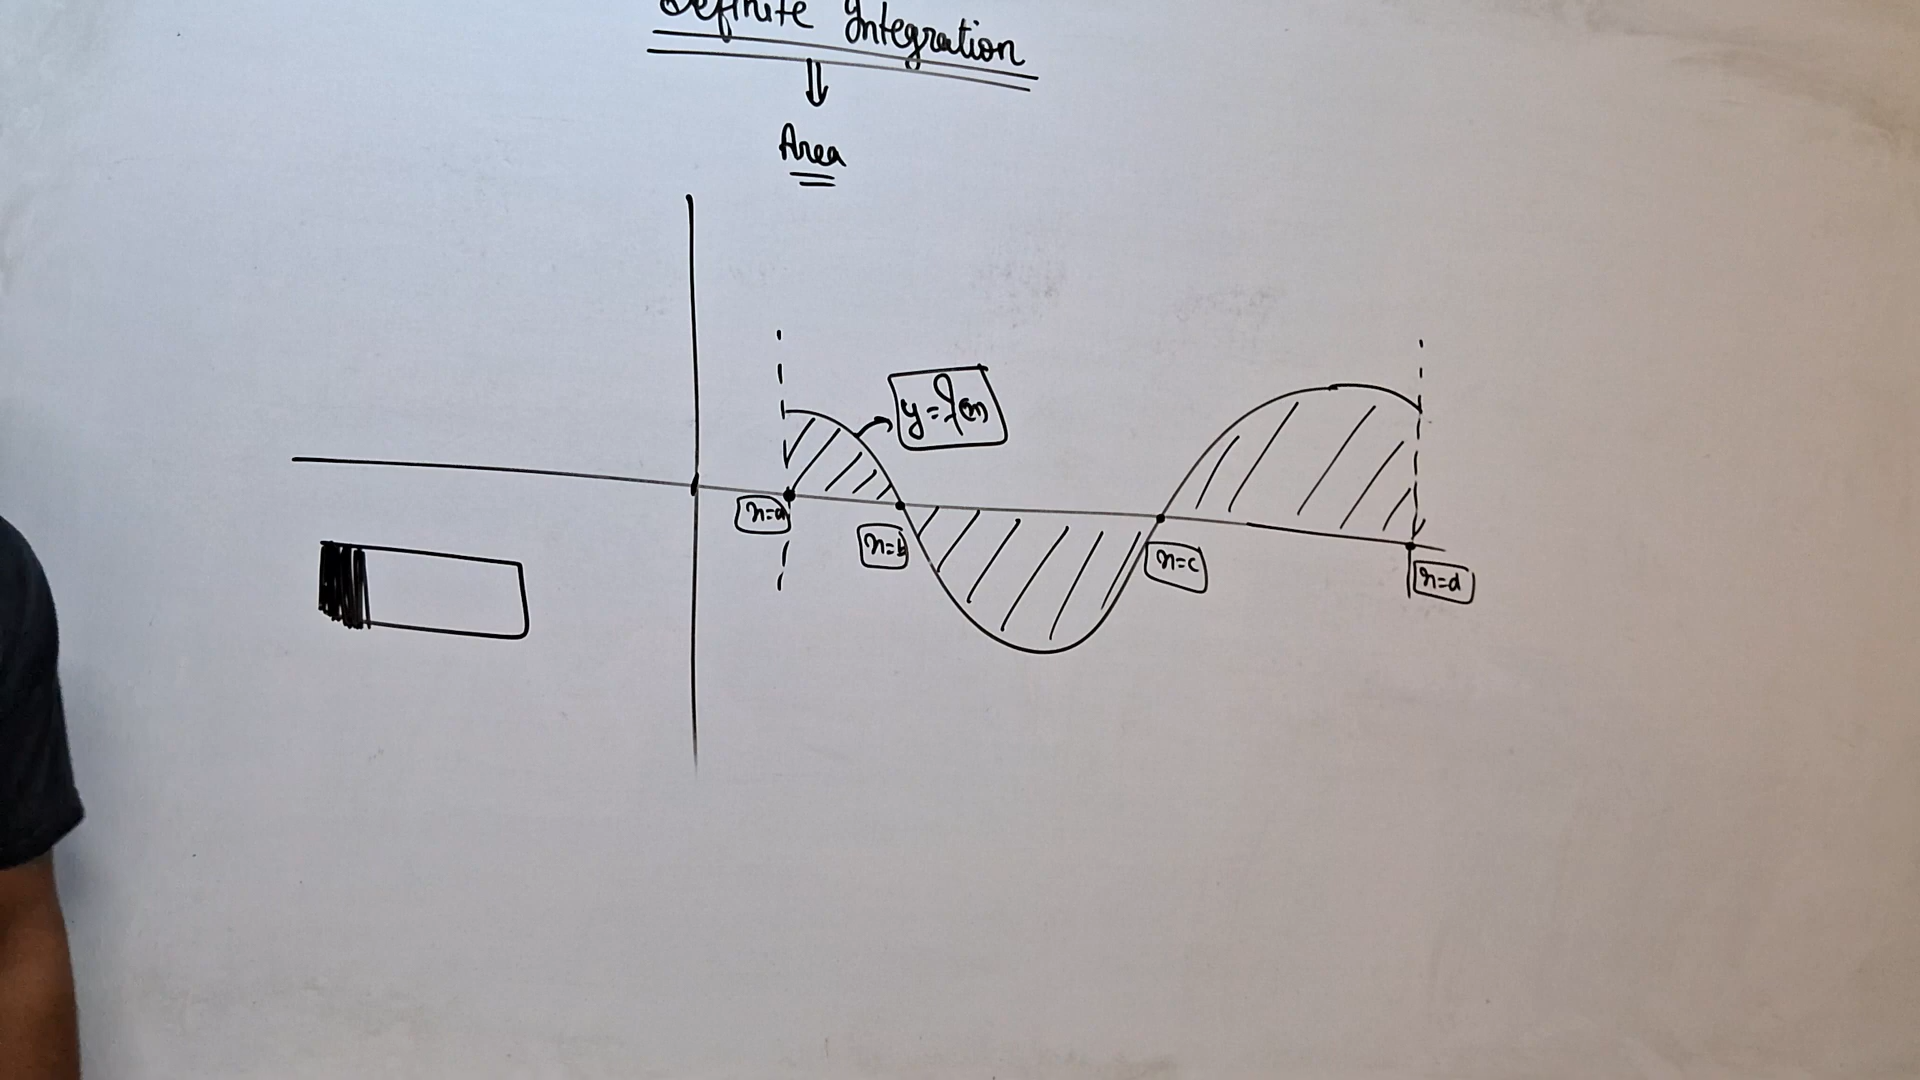 Definite Integration
⇓
Area
y=f(x)
x=a
x=b
x=c
x=d